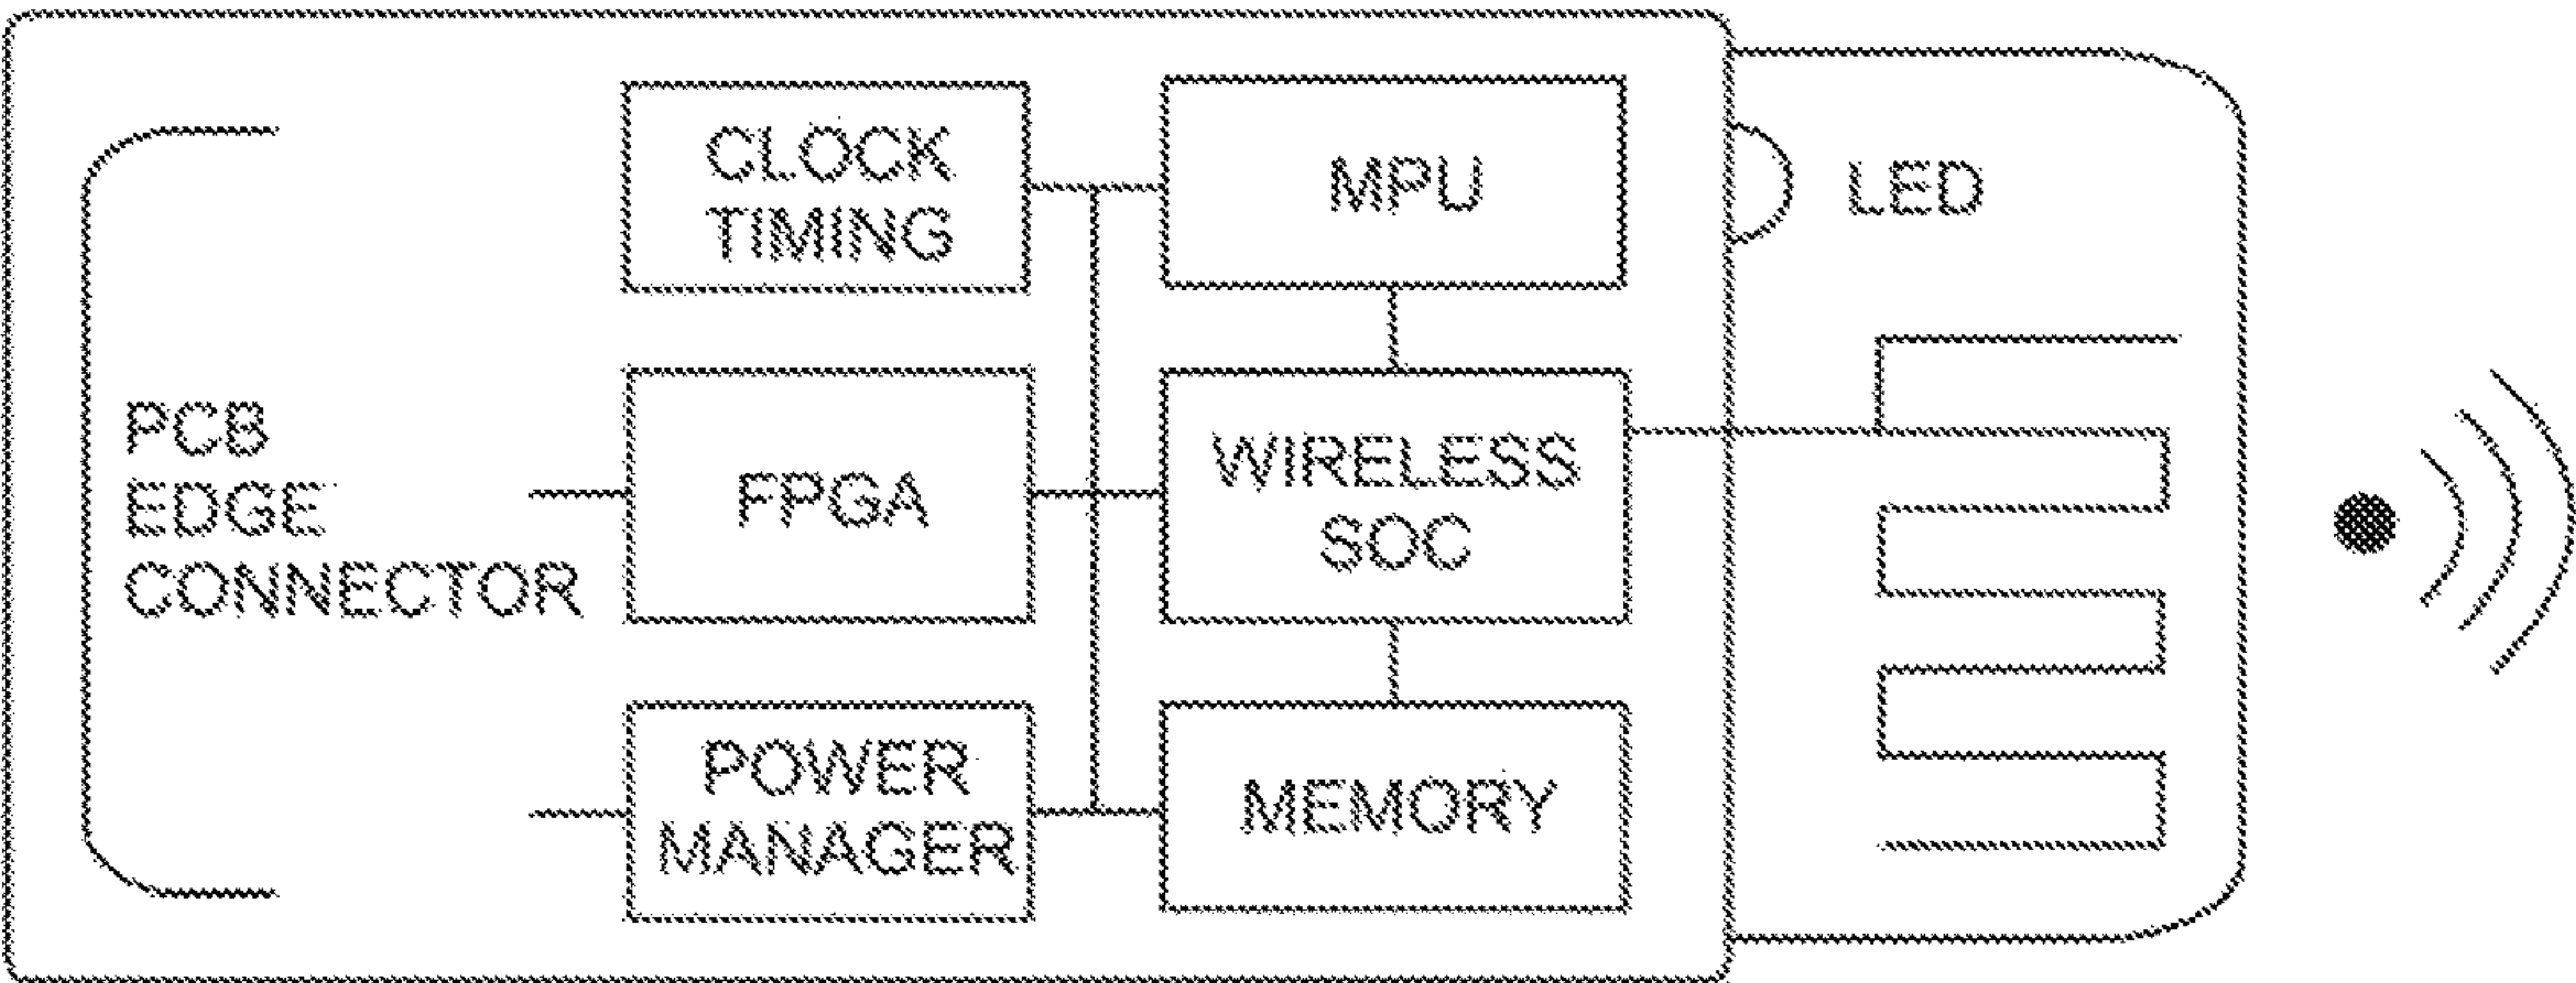 CLOCK
TIMING
MPU
LED
PCB
EDGE
CONNECTOR
FPGA
WIRELESS
SOC
POWER
MANAGER
MEMORY